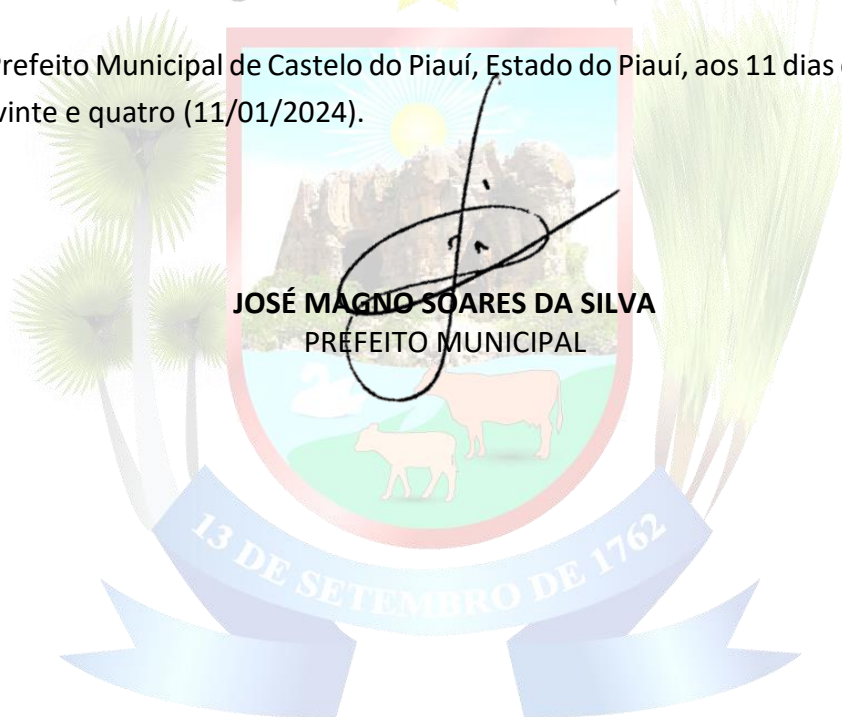 Prefeito Municipal de Castelo do Piauí, Estado do Piauí, aos 11 dias
vinte e quatro (11/01/2024).
JOSÉ MAGNO SOARES DA SILVA
PREFEITO MUNICIPAL
13 DE SETEMBRO DE 1762